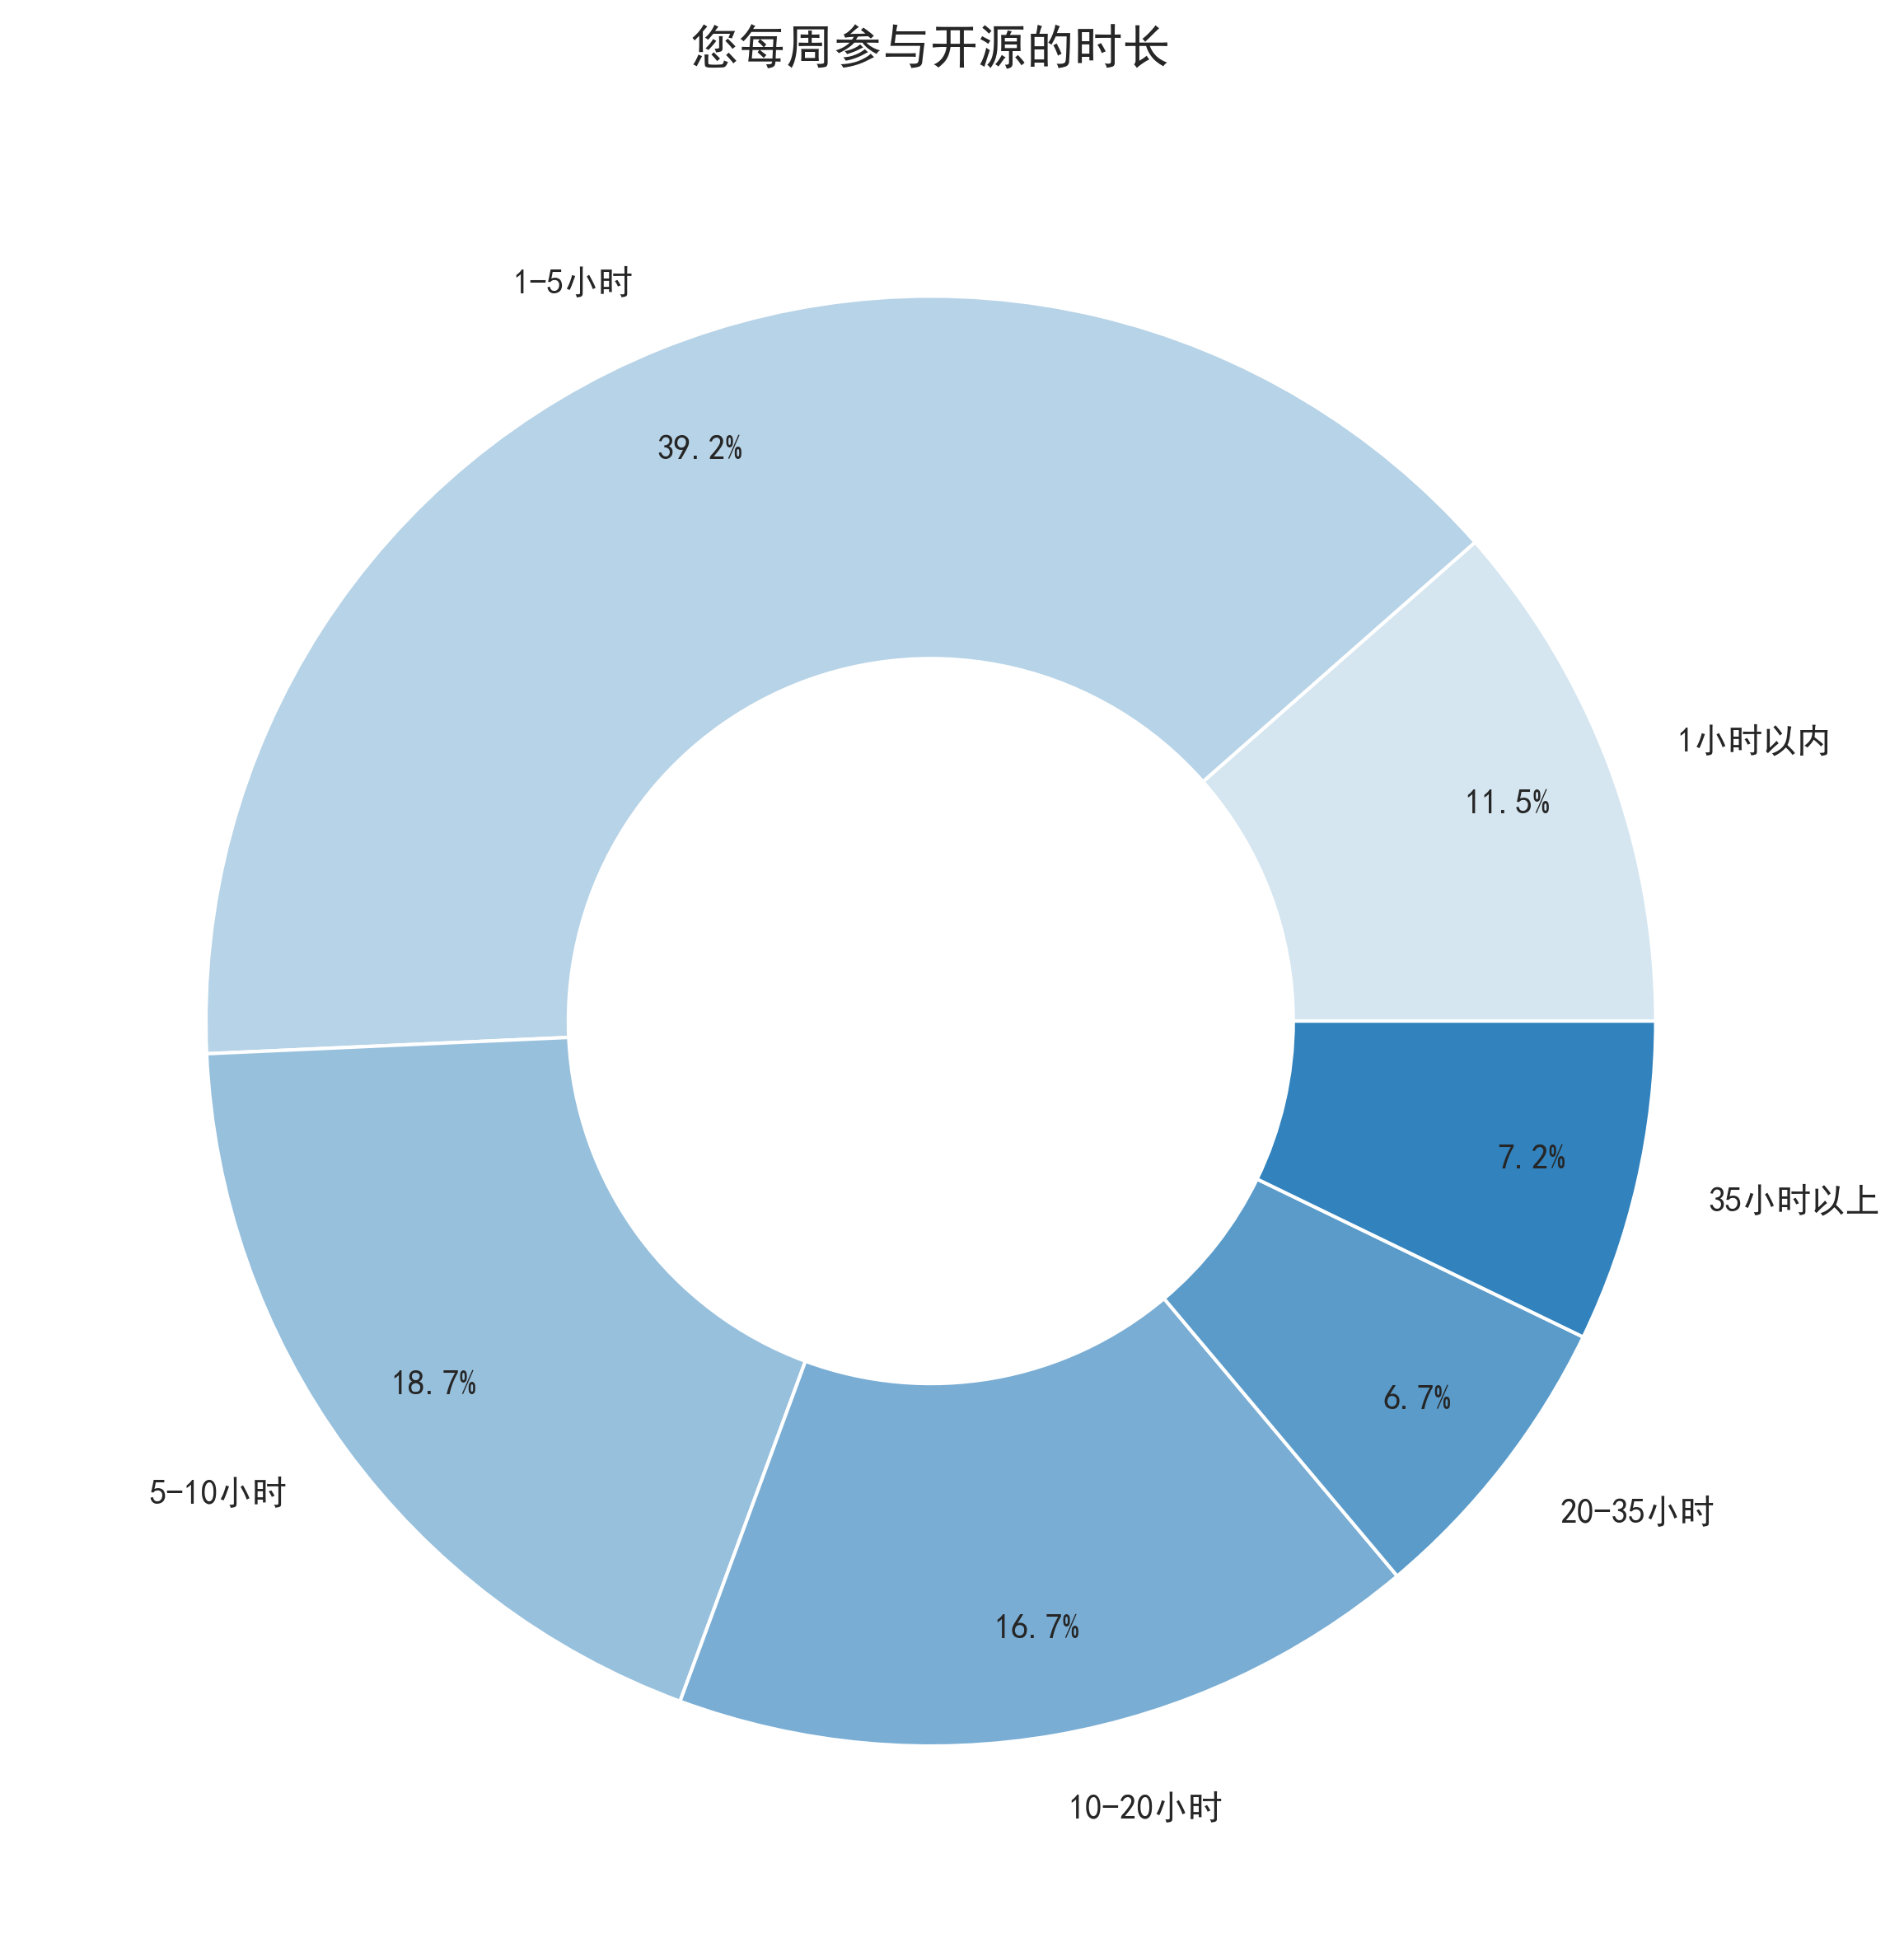 您每周参与开源的时长
1-5小时
39.2%
1小时以内
11.5%
7.2%
35小时以上
18.7%
6.7%
5-10小时
20-35小时
16.7%
10-20小时